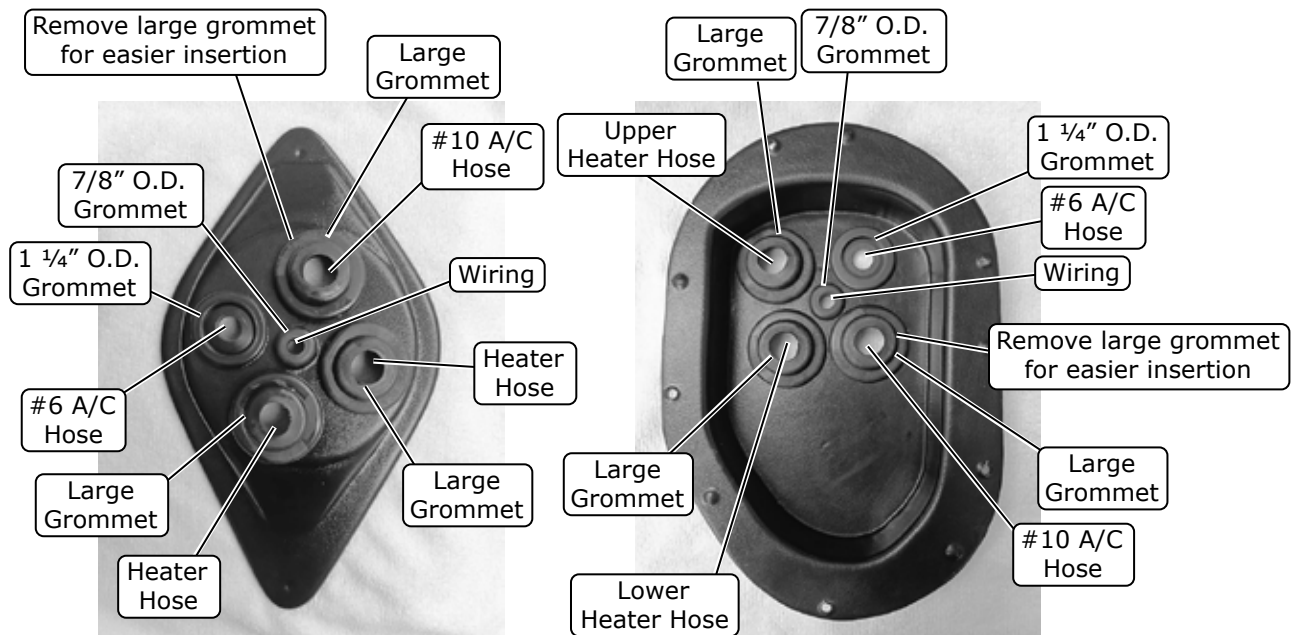 Remove large grommet
for easier insertion
Large
Grommet
#10 A/C
Hose
7/8” O.D.
Grommet
1 ¼” O.D.
Grommet
Wiring
Heater
Hose
#6 A/C
Hose
Large
Grommet
Large
Grommet
Heater
Hose
Large
Grommet
7/8” O.D.
Grommet
Upper
Heater Hose
1 ¼” O.D.
Grommet
#6 A/C
Hose
Wiring
Remove large grommet
for easier insertion
Large
Grommet
Large
Grommet
#10 A/C
Hose
Lower
Heater Hose